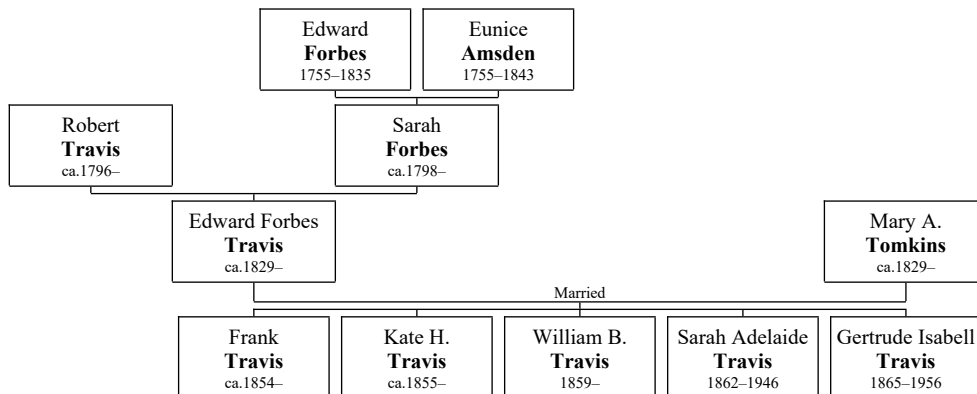 Edward
Forbes
1755–1835
Eunice
Amsden
1755–1843
Robert
Travis
ca.1796–
Sarah
Forbes
ca.1798–
Edward Forbes
Travis
ca.1829–
Mary A.
Tomkins
ca.1829–
Married
Frank
Travis
ca.1854–
Kate H.
Travis
ca.1855–
William B.
Travis
1859–
Sarah Adelaide
Travis
1862–1946
Gertrude Isabell
Travis
1865–1956